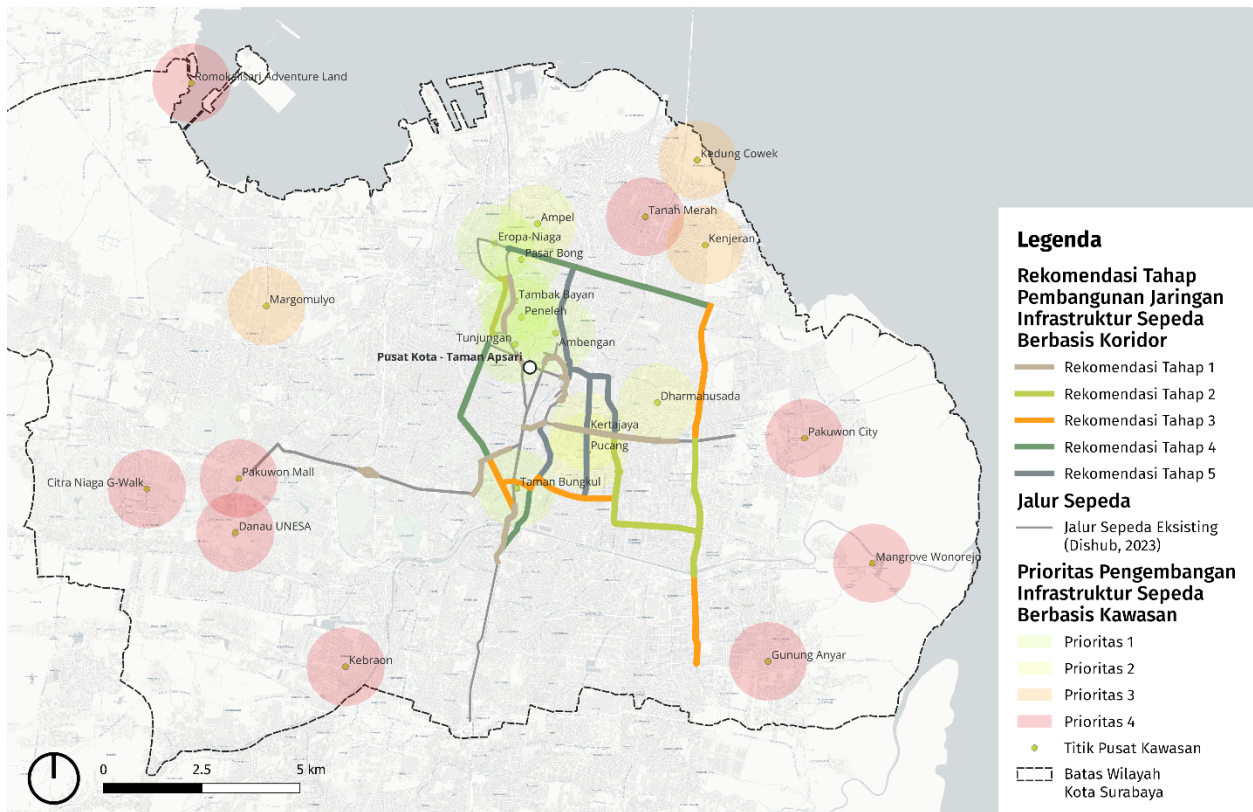 Romokalisari Adventure Land
Kedung Cowek
Tanah Merah
Ampel
Eropa-Niaga
Kenjeran
Pasar Bong
Margomulyo
Tambak Bayan
Peneleh
Tunjungan
Ambengan
Pusat Kota - Taman Apsari
Dharmahusada
Kertajaya
Pakuwon City
Pucang
Pakuwon Mall
Citra Niaga G-Walk
Taman Bungkul
Danau UNESA
Mangrove Wonorejo
Kebraon
Gunung Anyar
0 2.5 5 km
Legenda
Rekomendasi Tahap
Pembangunan Jaringan
Infrastruktur Sepeda
Berbasis Koridor
Rekomendasi Tahap 1
Rekomendasi Tahap 2
Rekomendasi Tahap 3
Rekomendasi Tahap 4
Rekomendasi Tahap 5
Jalur Sepeda
Jalur Sepeda Eksisting
(Dishub, 2023)
Prioritas Pengembangan
Infrastruktur Sepeda
Berbasis Kawasan
Prioritas 1
Prioritas 2
Prioritas 3
Prioritas 4
Titik Pusat Kawasan
Batas Wilayah
Kota Surabaya